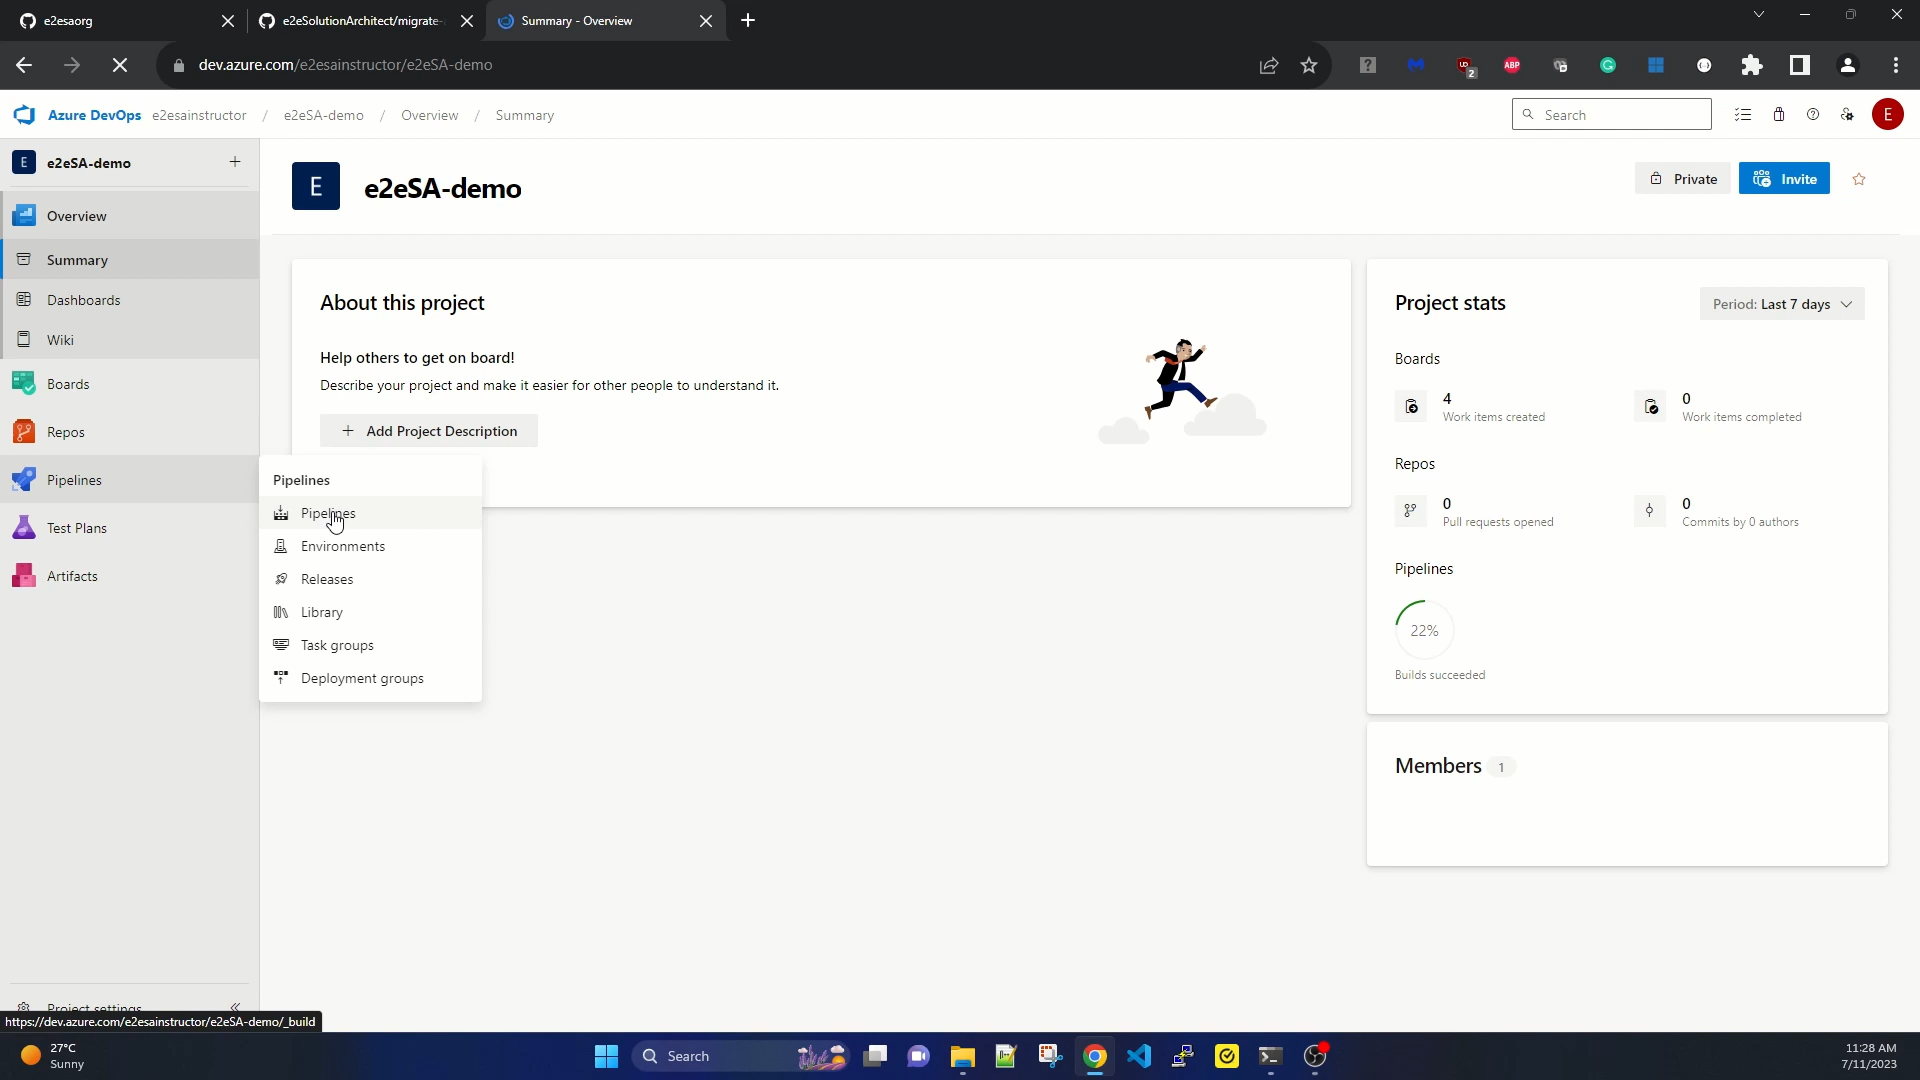 e2esaorg
e2eSolutionArchitect/migrate-
Summary - Overview
dev.azure.com/e2esainstructor/e2eSA-demo
2
ABP
Azure DevOps e2esainstructor / e2eSA-demo / Overview / Summary
Search
E
E e2eSA-demo
Overview
Summary
Dashboards
Wiki
Boards
Repos
Pipelines
Test Plans
Artifacts
Project settings
E e2eSA-demo
Private
Invite
About this project
Help others to get on board!
Describe your project and make it easier for other people to understand it.
+ Add Project Description
Pipelines
Pipelines
Environments
Releases
Library
Task groups
Deployment groups
Project stats
Period: Last 7 days
Boards
4
Work items created
0
Work items completed
Repos
0
Pull requests opened
0
Commits by 0 authors
Pipelines
22%
Builds succeeded
Members 1
https://dev.azure.com/e2esainstructor/e2eSA-demo/_build
27°C
Sunny
Search
11:28 AM
7/11/2023